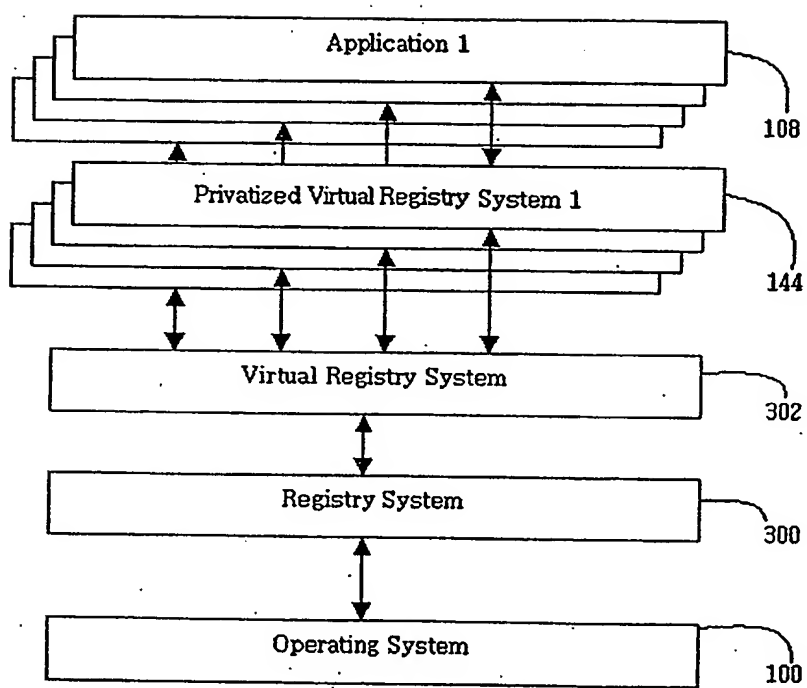 Application 1
108
Privatized Virtual Registry System 1
144
Virtual Registry System
302
Registry System
300
Operating System
100